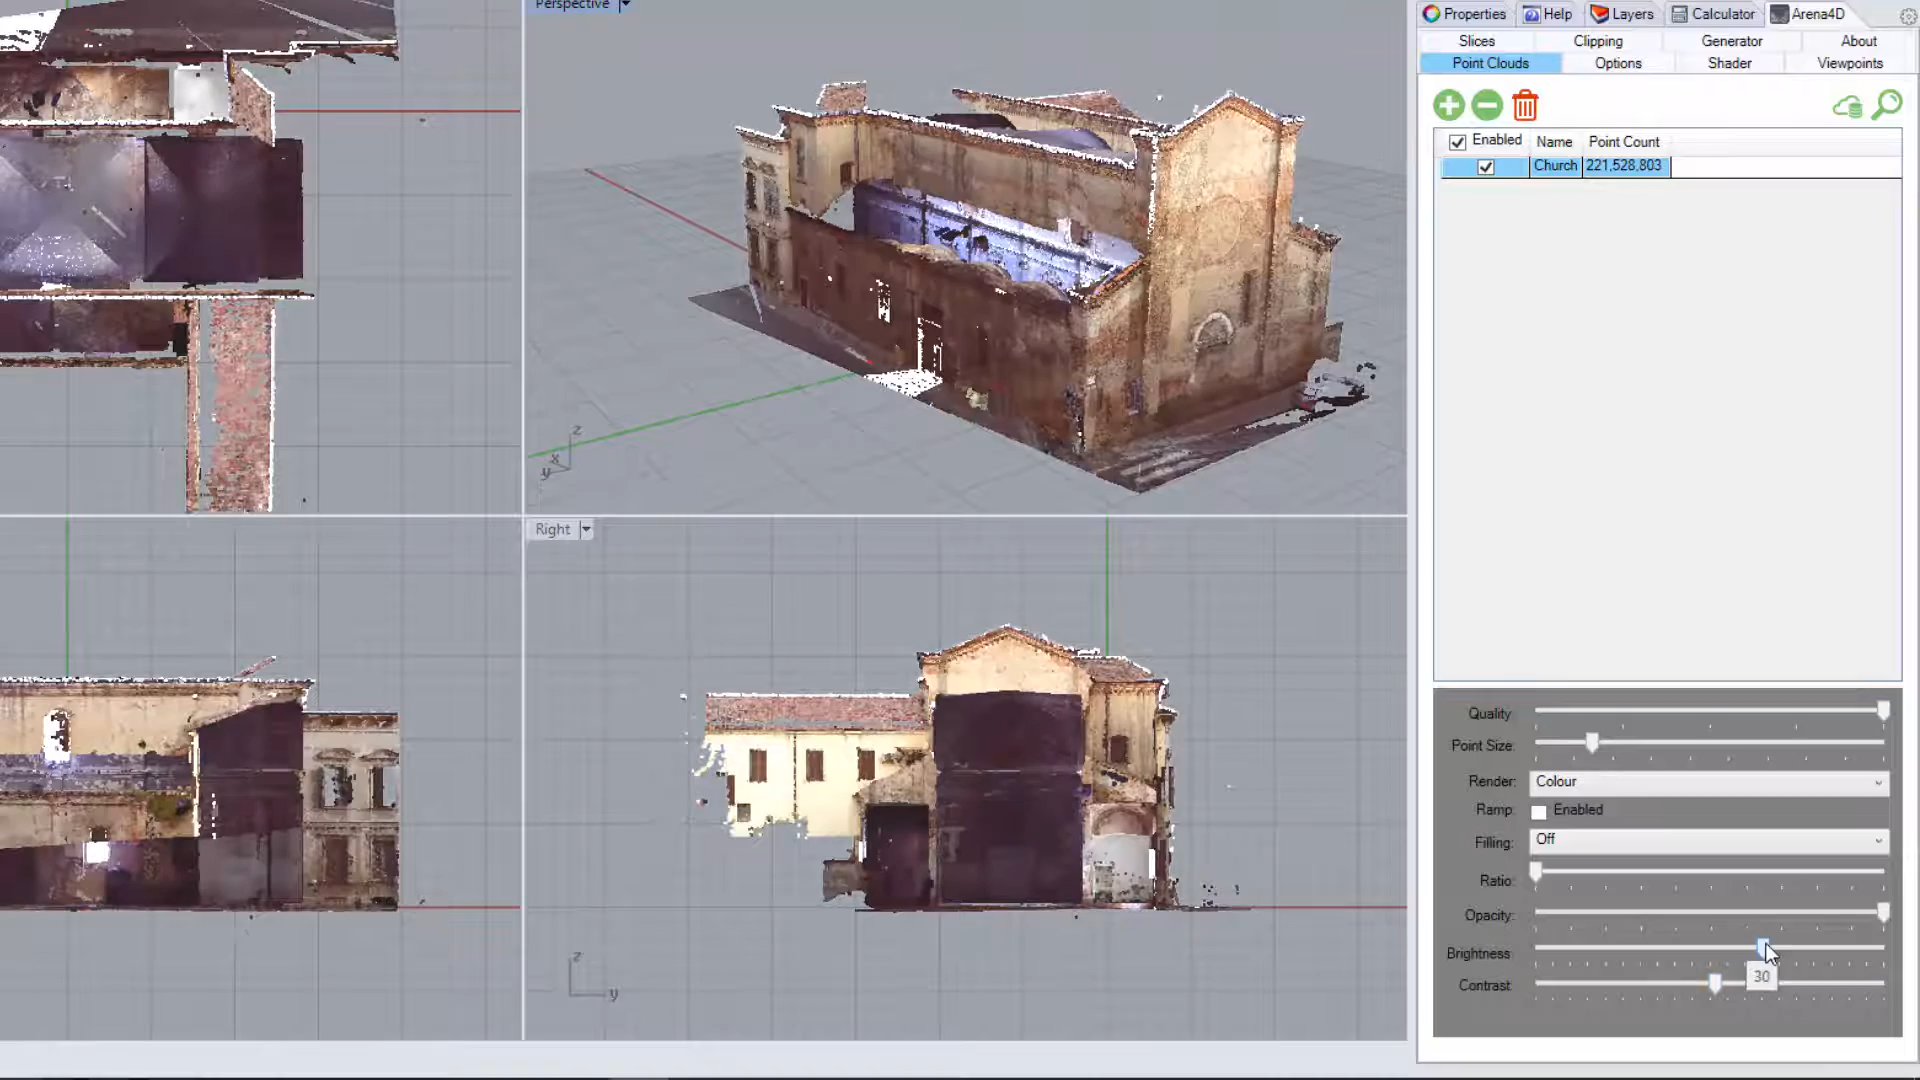 Perspective
Properties Help Layers Calculator Arena4D
Slices Clipping Generator About
Point Clouds Options Shader Viewpoints
Enabled Name Point Count
Church 221,528,803
z
x
y
Right
Quality:
Point Size:
Render: Colour
Ramp: Enabled
Filling: Off
Ratio:
Opacity:
Brightness:
30
Contrast:
z
y